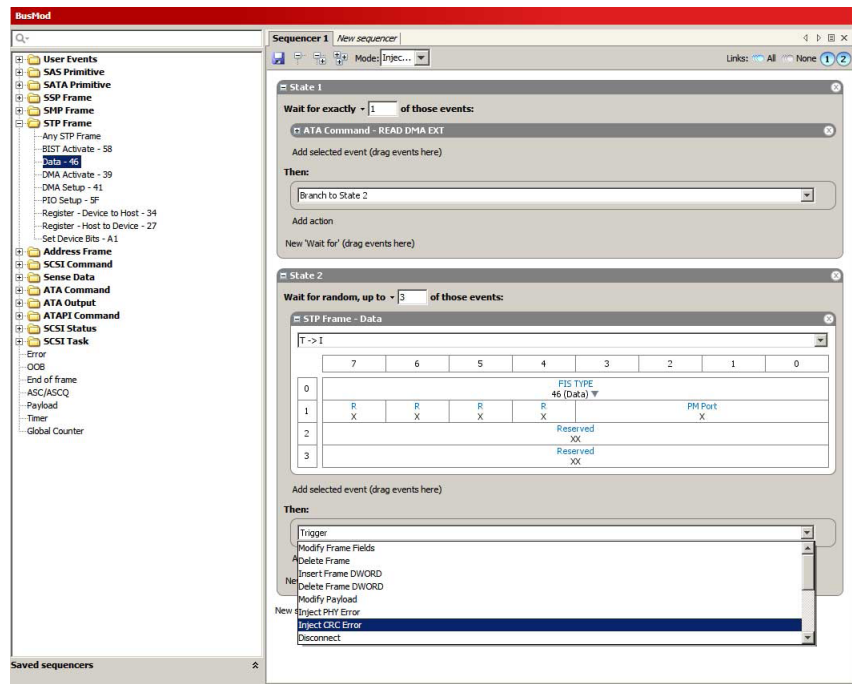 BusMod
User Events
SAS Primitive
SATA Primitive
SSP Frame
SMP Frame
STP Frame
Any STP Frame
BIST Activate - 58
Data - 46
DMA Activate - 39
DMA Setup - 41
PIO Setup - 5F
Register - Device to Host - 34
Register - Host to Device - 27
Set Device Bits - A1
Address Frame
SCSI Command
Sense Data
ATA Command
ATA Output
ATAPI Command
SCSI Status
SCSI Task
Error
OOB
End of frame
ASC/ASCQ
Payload
Timer
Global Counter
Saved sequencers
Sequencer 1 New sequencer
Mode: Injec... Links: All None 1 2
State 1
Wait for exactly 1 of those events:
ATA Command - READ DMA EXT
Add selected event (drag events here)
Then:
Branch to State 2
Add action
New 'Wait for' (drag events here)
State 2
Wait for random, up to 3 of those events:
STP Frame - Data
T -> I
7 6 5 4 3 2 1 0
0 FIS TYPE
46 (Data)
1 R R R R PM Port
X X X X X
2 Reserved
XX
3 Reserved
XX
Add selected event (drag events here)
Then:
Trigger
Modify Frame Fields
Delete Frame
Insert Frame DWORD
Delete Frame DWORD
Modify Payload
Inject PHY Error
Inject CRC Error
Disconnect